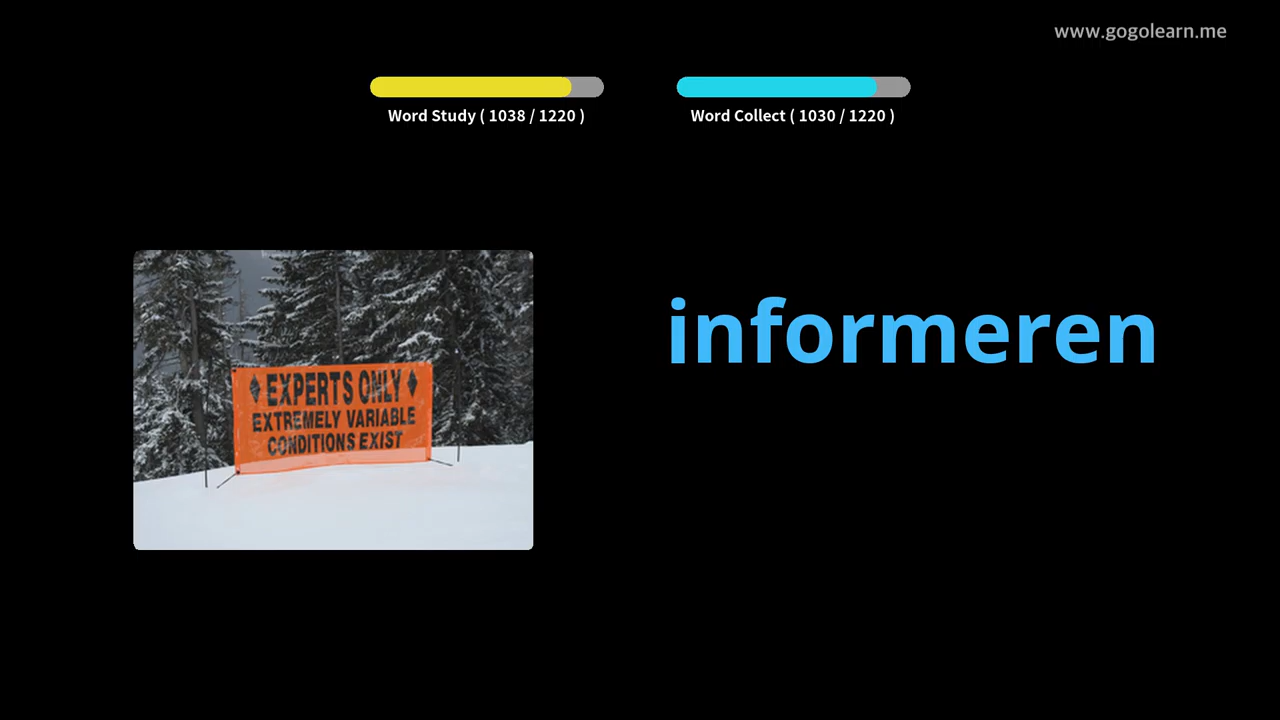 www.gogolearn.me
Word Study ( 1038 / 1220 )
Word Collect ( 1030 / 1220 )
informeren
♦ EXPERTS ONLY ♦
EXTREMELY VARIABLE
CONDITIONS EXIST